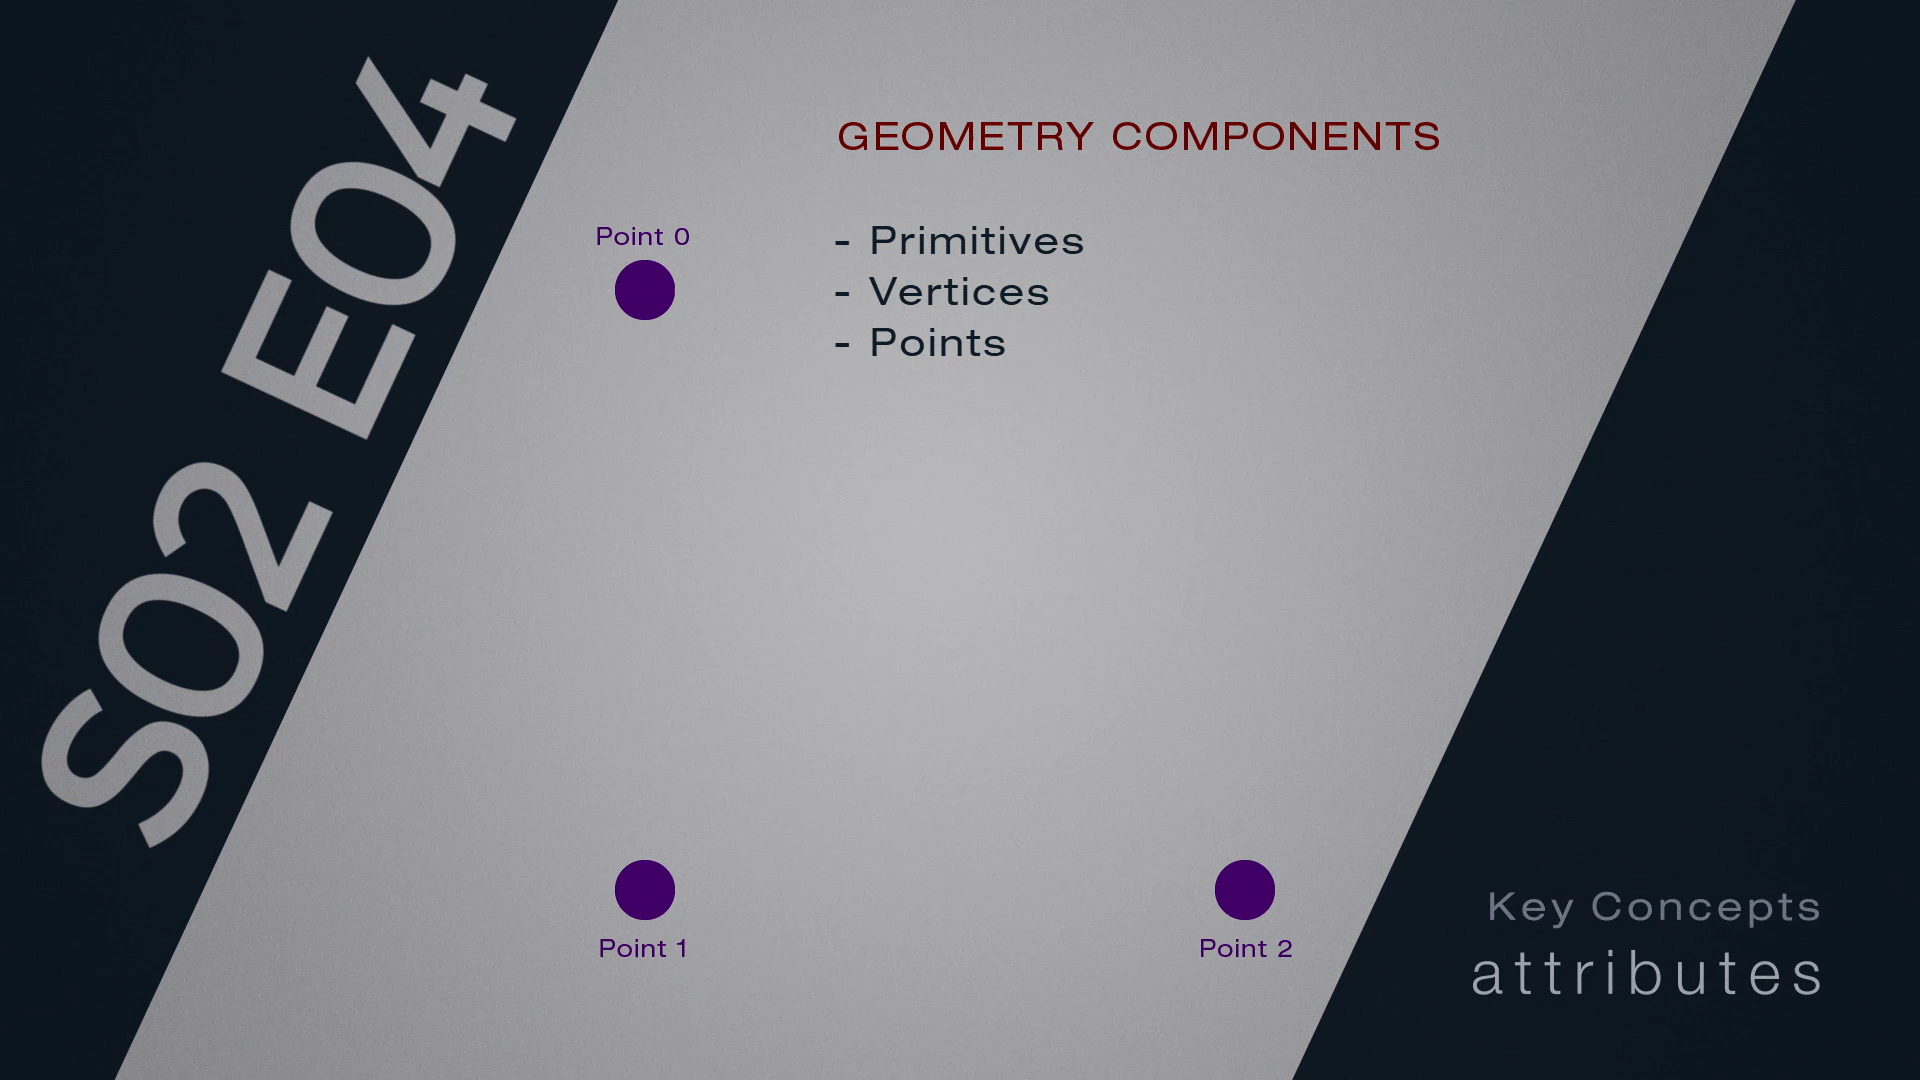 S02 E04
GEOMETRY COMPONENTS
Point 0
- Primitives
- Vertices
- Points
Point 1
Point 2
Key Concepts
attributes